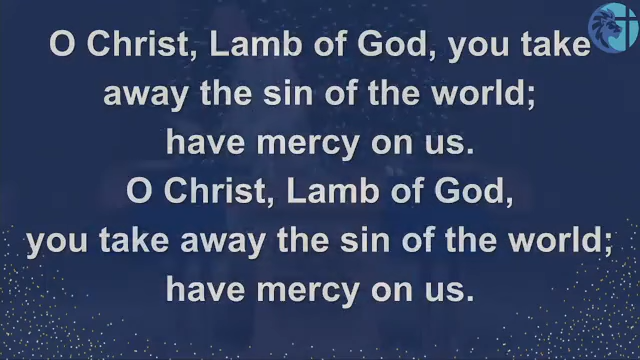 O Christ, Lamb of God, you take
away the sin of the world;
have mercy on us.
O Christ, Lamb of God,
you take away the sin of the world;
have mercy on us.